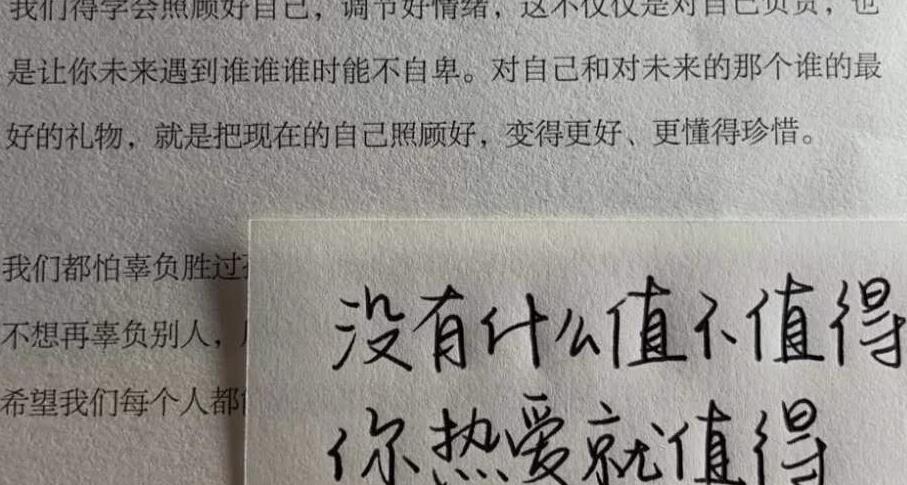 我们得学会照顾好自己，调节好情绪，这不仅仅是对自己负责，也
是让你未来遇到谁谁谁时能不自卑。对自己和对未来的那个谁的最
好的礼物，就是把现在的自己照顾好，变得更好、更懂得珍惜。
我们都怕辜负胜过
不想再辜负别人，
希望我们每个人都
没有什么值不值得
你热爱就值得